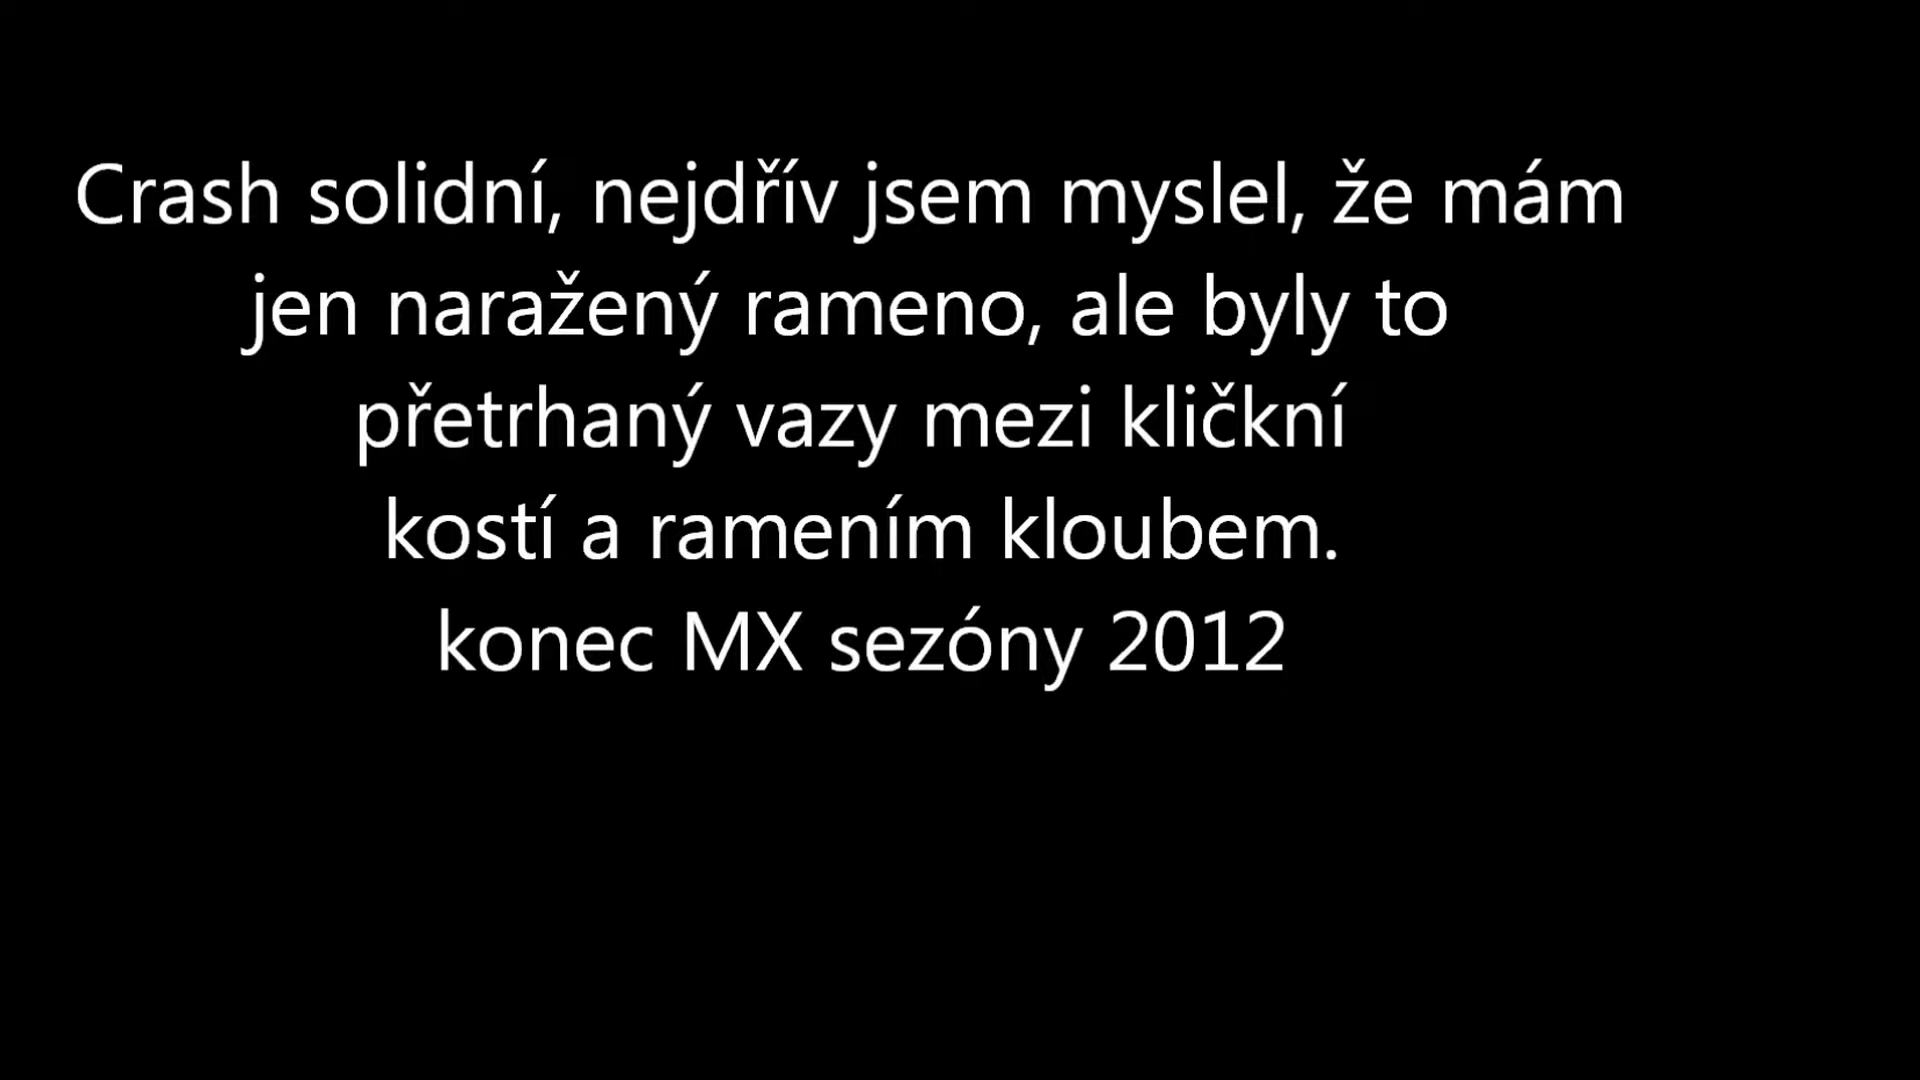 Crash solidní, nejdřív jsem myslel, že mám
jen naražený rameno, ale byly to
přetrhaný vazy mezi kličkní
kostí a ramením kloubem.
konec MX sezóny 2012